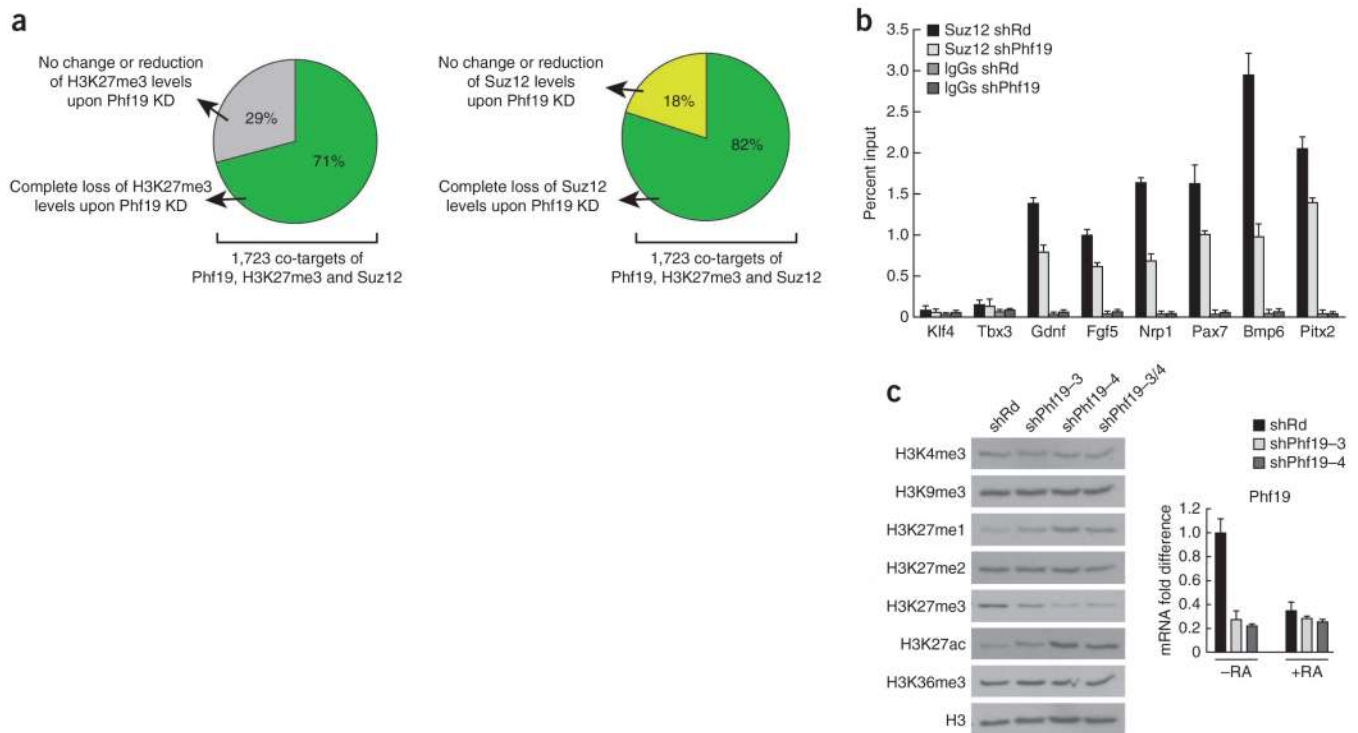 a
No change or reduction
of H3K27me3 levels
upon Phf19 KD
29%
71%
Complete loss of H3K27me3
levels upon Phf19 KD
1,723 co-targets of
Phf19, H3K27me3 and Suz12
No change or reduction
of Suz12 levels
upon Phf19 KD
18%
82%
Complete loss of Suz12
levels upon Phf19 KD
1,723 co-targets of
Phf19, H3K27me3 and Suz12
b
Suz12 shRd
Suz12 shPhf19
IgGs shRd
IgGs shPhf19
Percent input
3.5
3.0
2.5
2.0
1.5
1.0
0.5
0
Klf4 Tbx3 Gdnf Fgf5 Nrp1 Pax7 Bmp6 Pitx2
c
shRd shPhf19–3 shPhf19–4 shPhf19–3/4
H3K4me3
H3K9me3
H3K27me1
H3K27me2
H3K27me3
H3K27ac
H3K36me3
H3
shRd
shPhf19–3
shPhf19–4
Phf19
mRNA fold difference
1.2
1.0
0.8
0.6
0.4
0.2
0
–RA +RA